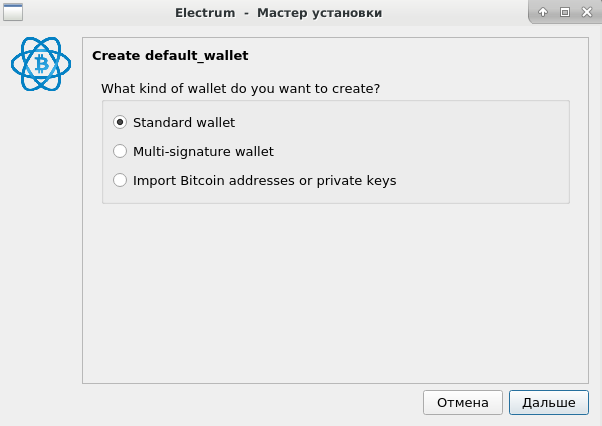 Electrum - Мастер установки
Create default_wallet
What kind of wallet do you want to create?
Standard wallet
Multi-signature wallet
Import Bitcoin addresses or private keys
Отмена
Дальше